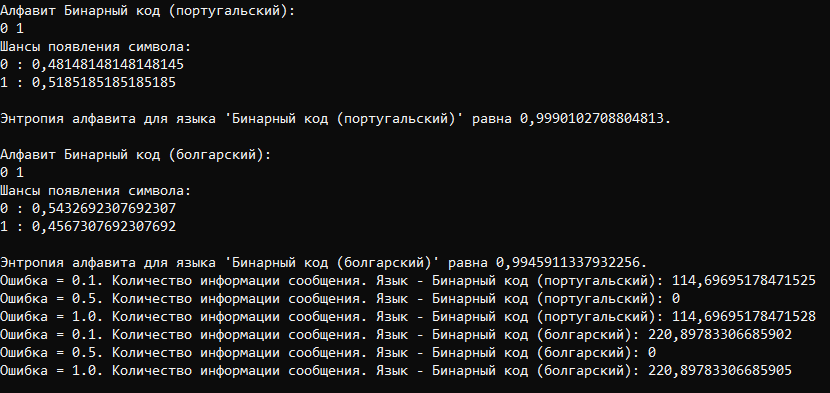 Алфавит Бинарный код (португальский):
0 1
Шансы появления символа:
0 : 0,48148148148148145
1 : 0,5185185185185185
Энтропия алфавита для языка 'Бинарный код (португальский)' равна 0,9990102708804813.
Алфавит Бинарный код (болгарский):
0 1
Шансы появления символа:
0 : 0,5432692307692307
1 : 0,4567307692307692
Энтропия алфавита для языка 'Бинарный код (болгарский)' равна 0,9945911337932256.
Ошибка = 0.1. Количество информации сообщения. Язык - Бинарный код (португальский): 114,69695178471525
Ошибка = 0.5. Количество информации сообщения. Язык - Бинарный код (португальский): 0
Ошибка = 1.0. Количество информации сообщения. Язык - Бинарный код (португальский): 114,69695178471528
Ошибка = 0.1. Количество информации сообщения. Язык - Бинарный код (болгарский): 220,89783306685902
Ошибка = 0.5. Количество информации сообщения. Язык - Бинарный код (болгарский): 0
Ошибка = 1.0. Количество информации сообщения. Язык - Бинарный код (болгарский): 220,89783306685905